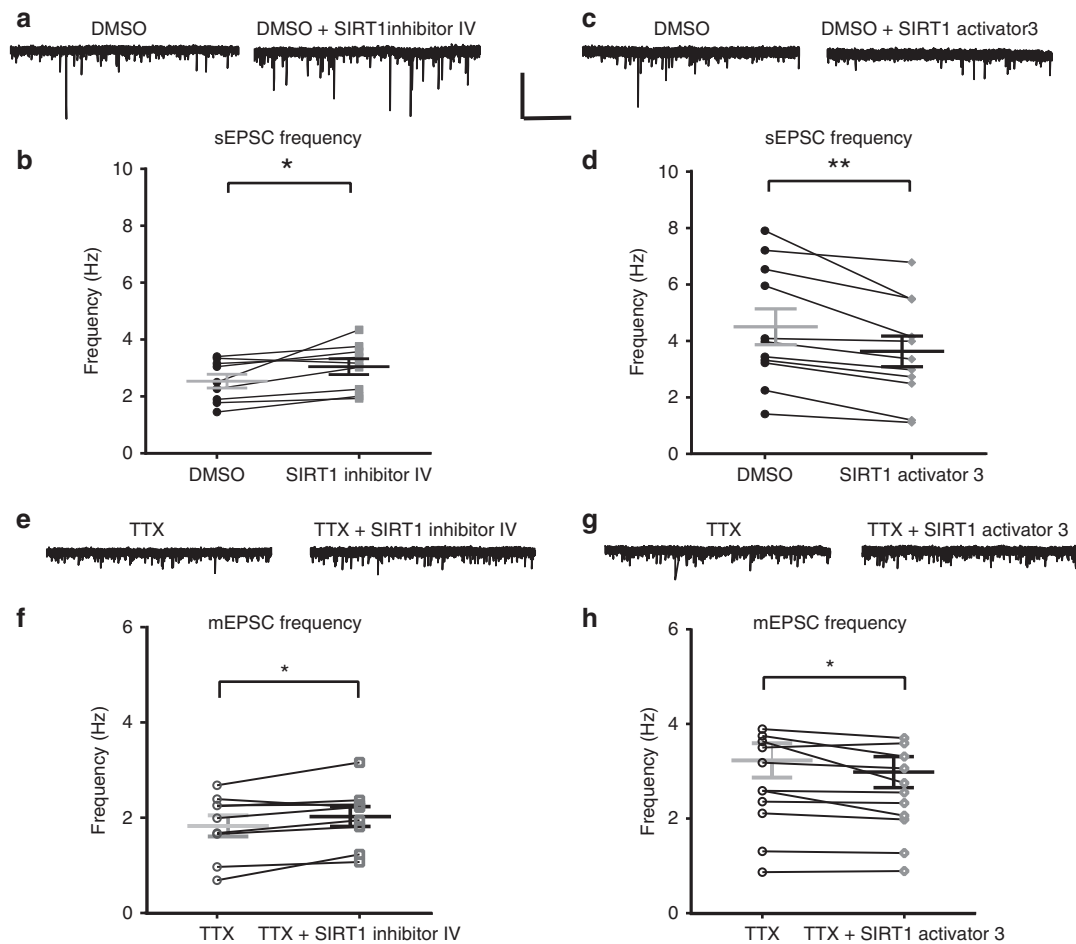 a
DMSO
DMSO + SIRT1inhibitor IV
c
DMSO
DMSO + SIRT1 activator3
b
sEPSC frequency
*
Frequency (Hz)
10
8
6
4
2
0
DMSO
SIRT1 inhibitor IV
d
sEPSC frequency
**
Frequency (Hz)
10
8
6
4
2
0
DMSO
SIRT1 activator 3
e
TTX
TTX + SIRT1 inhibitor IV
g
TTX
TTX + SIRT1 activator 3
f
mEPSC frequency
*
Frequency (Hz)
6
4
2
0
TTX
TTX + SIRT1 inhibitor IV
h
mEPSC frequency
*
Frequency (Hz)
6
4
2
0
TTX
TTX + SIRT1 activator 3